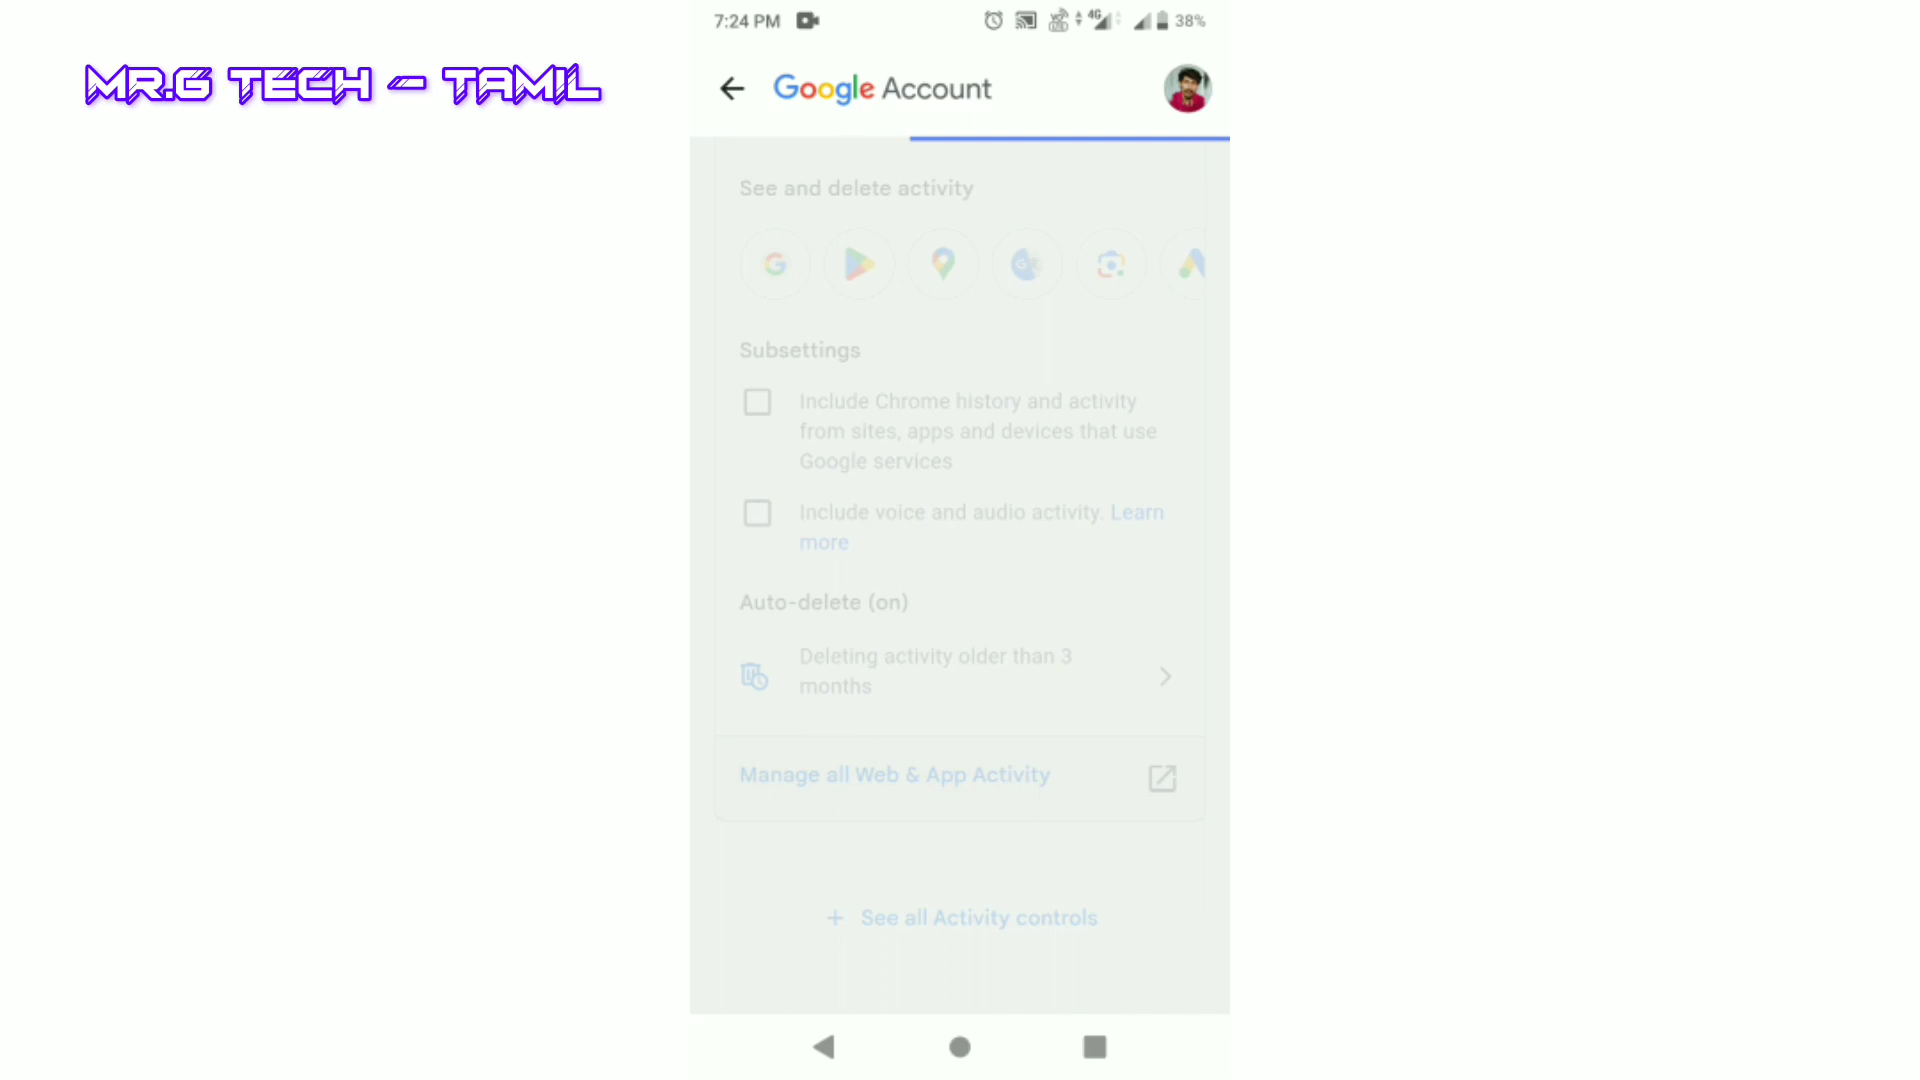 7:24 PM 4G 38%
MR.G TECH - TAMIL
Google Account
See and delete activity
Subsettings
Include Chrome history and activity
from sites, apps and devices that use
Google services
Include voice and audio activity. Learn
more
Auto-delete (on)
Deleting activity older than 3
months
Manage all Web & App Activity
+ See all Activity controls